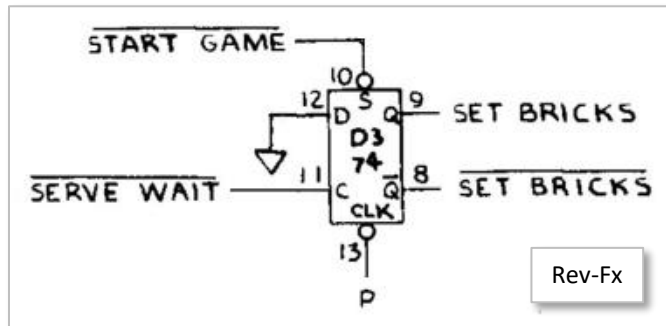 START GAME
10
S
12
D
Q
9
SET BRICKS
D3
74
11
SERVE WAIT
C
Q
8
SET BRICKS
CLK
13
P
Rev-Fx